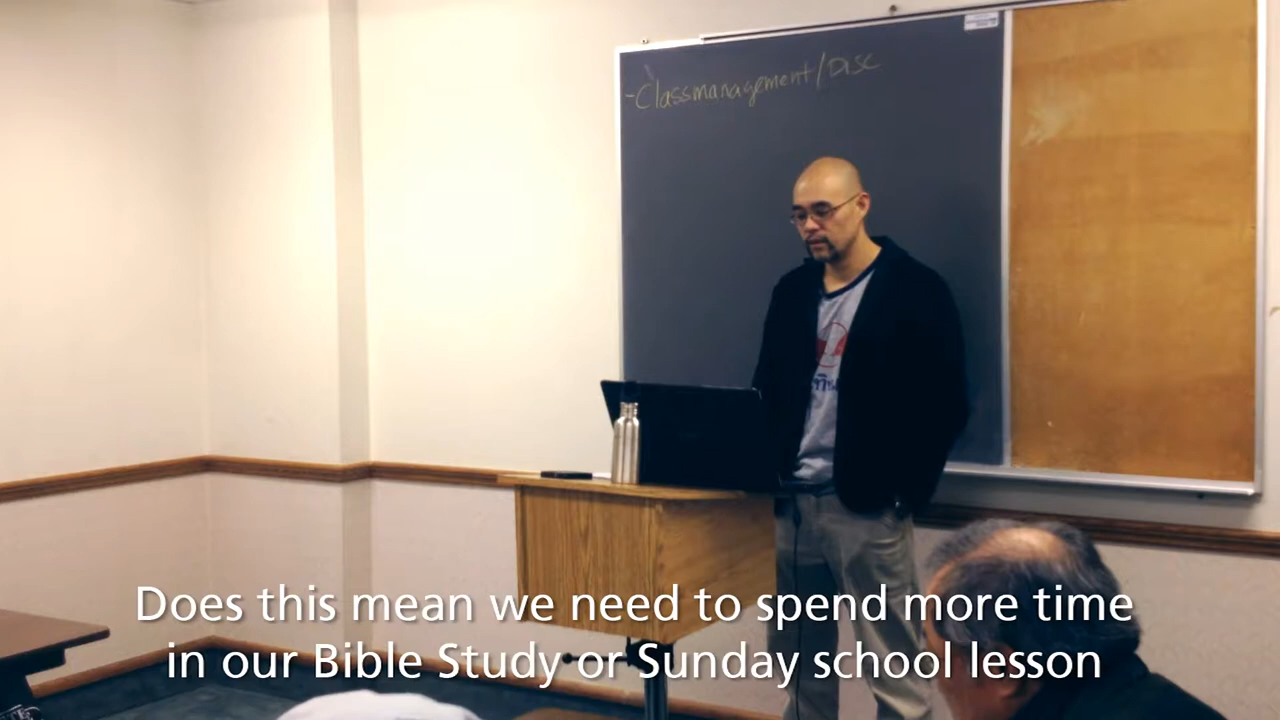 -Classmanagement/Disc
Does this mean we need to spend more time
in our Bible Study or Sunday school lesson